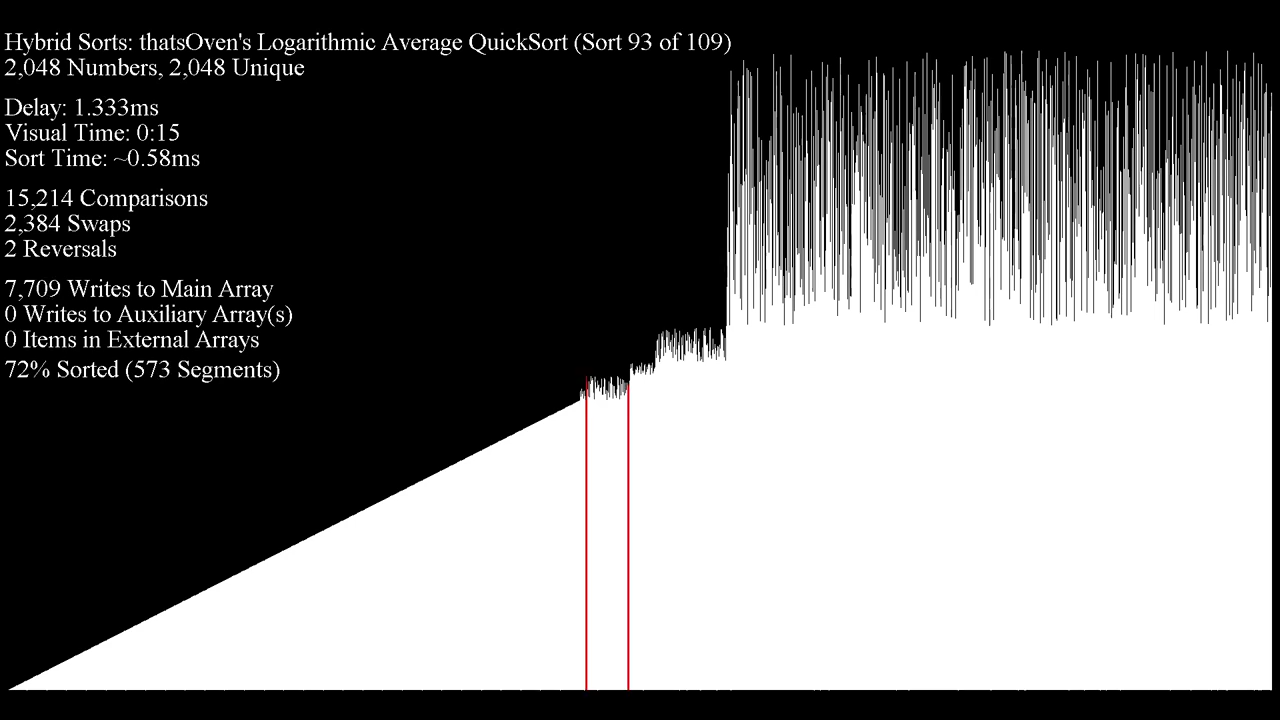 Hybrid Sorts: thatsOven's Logarithmic Average QuickSort (Sort 93 of 109)
2,048 Numbers, 2,048 Unique
Delay: 1.333ms
Visual Time: 0:15
Sort Time: ~0.58ms
15,214 Comparisons
2,384 Swaps
2 Reversals
7,709 Writes to Main Array
0 Writes to Auxiliary Array(s)
0 Items in External Arrays
72% Sorted (573 Segments)